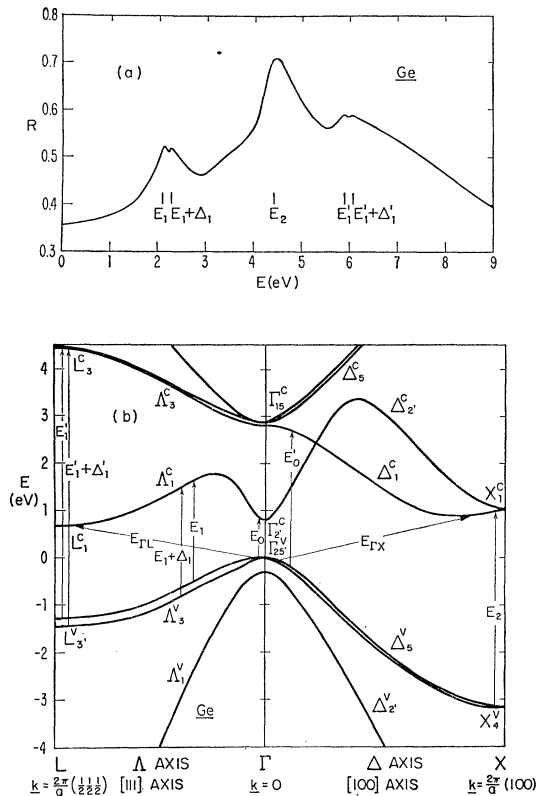 0.8
0.7
0.6
0.5
0.4
0.3
R
(a)
Ge
E₁ E₁+Δ₁
E₂
E₁′ E₁′+Δ₁′
0 1 2 3 4 5 6 7 8 9
E(eV)
4
3
2
1
0
-1
-2
-3
-4
E
(eV)
(b)
L₃ᶜ
Λ₃ᶜ
Γ₁₅ᶜ
Δ₅ᶜ
Δ₂′ᶜ
E₁′
E₁′+Δ₁′
E₀′
Λ₁ᶜ
Δ₁ᶜ
X₁ᶜ
L₁ᶜ
E_ΓL
E₁
E₁+Δ₁
E₀
Γ₂′ᶜ
Γ₂₅′ᵛ
E_ΓX
E₂
L₃′ᵛ
Λ₃ᵛ
Δ₅ᵛ
Λ₁ᵛ
Δ₂′ᵛ
X₄ᵛ
Ge
L Λ AXIS Γ Δ AXIS X
k=2π/a(1/2 1/2 1/2) [111] AXIS k=0 [100] AXIS k=2π/a(100)